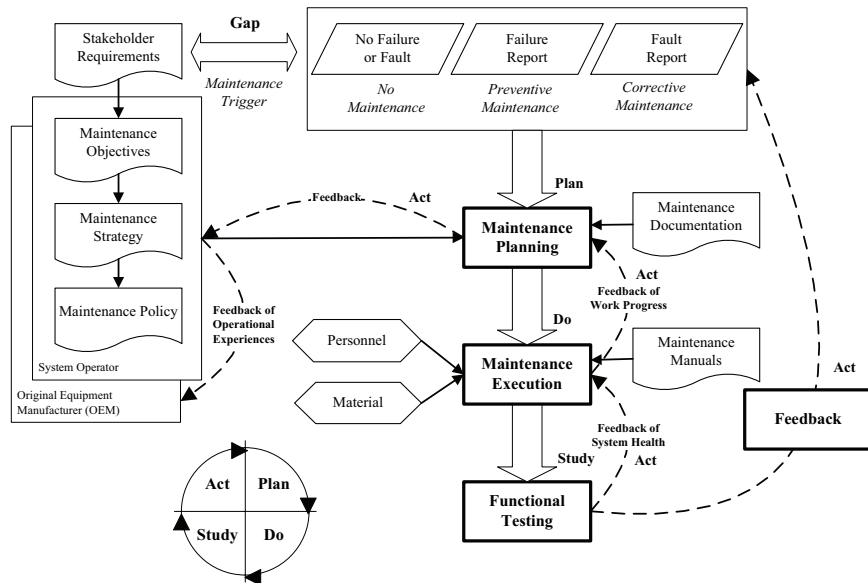 Stakeholder
Requirements
Gap
Maintenance
Trigger
No Failure
or Fault
Failure
Report
Fault
Report
No
Maintenance
Preventive
Maintenance
Corrective
Maintenance
Maintenance
Objectives
Maintenance
Strategy
Maintenance Policy
System Operator
Original Equipment
Manufacturer (OEM)
Feedback
Act
Plan
Maintenance
Planning
Maintenance
Documentation
Feedback of
Operational
Experiences
Act
Feedback of
Work Progress
Do
Personnel
Material
Maintenance
Execution
Maintenance
Manuals
Act
Feedback
Feedback of
System Health
Act
Study
Functional
Testing
Act
Plan
Study
Do